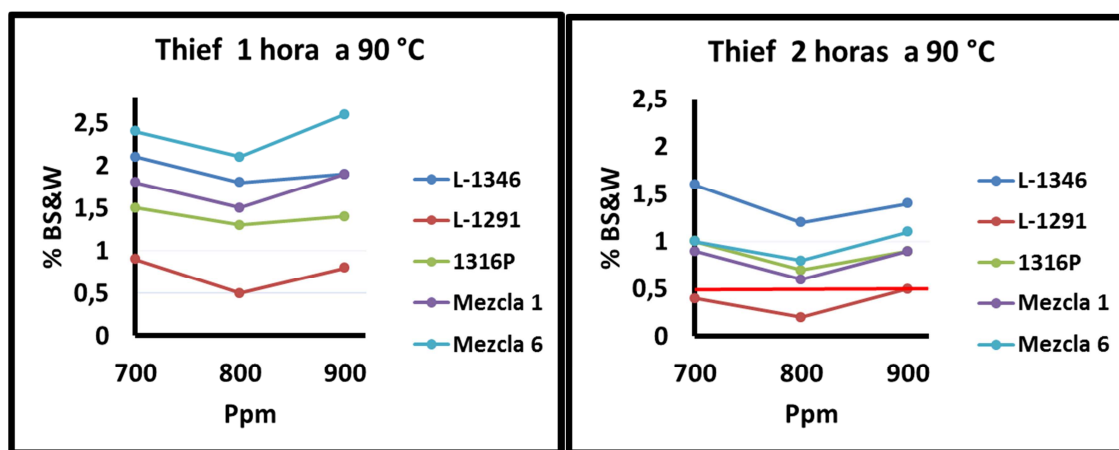 Thief 1 hora a 90 °C
% BS&W
2,5
2
1,5
1
0,5
0
700
800
900
Ppm
L-1346
L-1291
1316P
Mezcla 1
Mezcla 6
Thief 2 horas a 90 °C
% BS&W
2,5
2
1,5
1
0,5
0
700
800
900
Ppm
L-1346
L-1291
1316P
Mezcla 1
Mezcla 6